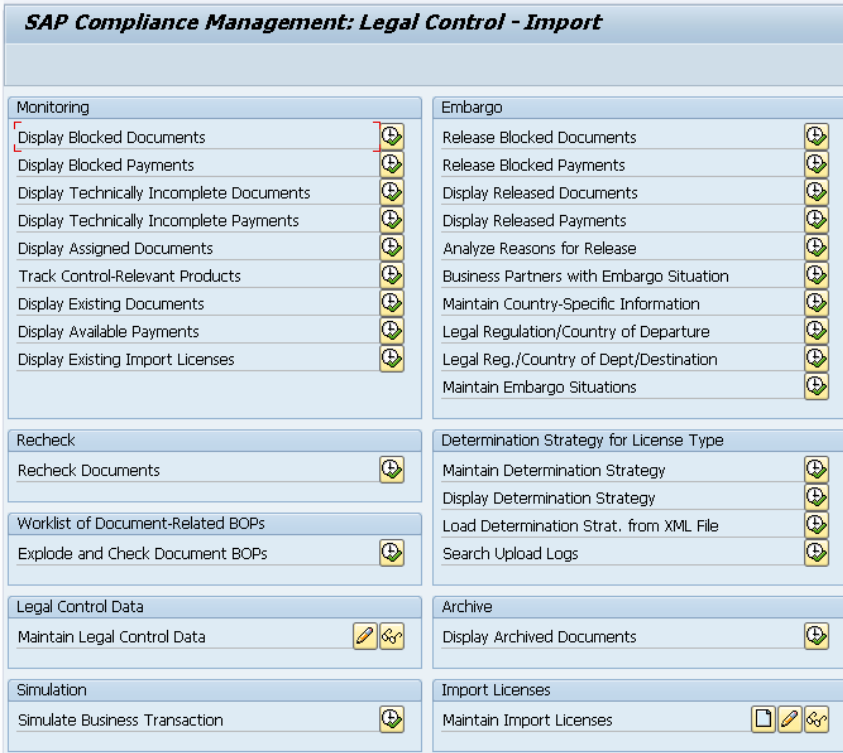 SAP Compliance Management: Legal Control - Import
Monitoring
Display Blocked Documents
Display Blocked Payments
Display Technically Incomplete Documents
Display Technically Incomplete Payments
Display Assigned Documents
Track Control-Relevant Products
Display Existing Documents
Display Available Payments
Display Existing Import Licenses
Embargo
Release Blocked Documents
Release Blocked Payments
Display Released Documents
Display Released Payments
Analyze Reasons for Release
Business Partners with Embargo Situation
Maintain Country-Specific Information
Legal Regulation/Country of Departure
Legal Reg./Country of Dept/Destination
Maintain Embargo Situations
Recheck
Recheck Documents
Determination Strategy for License Type
Maintain Determination Strategy
Display Determination Strategy
Load Determination Strat. from XML File
Search Upload Logs
Worklist of Document-Related BOPs
Explode and Check Document BOPs
Legal Control Data
Maintain Legal Control Data
Archive
Display Archived Documents
Simulation
Simulate Business Transaction
Import Licenses
Maintain Import Licenses